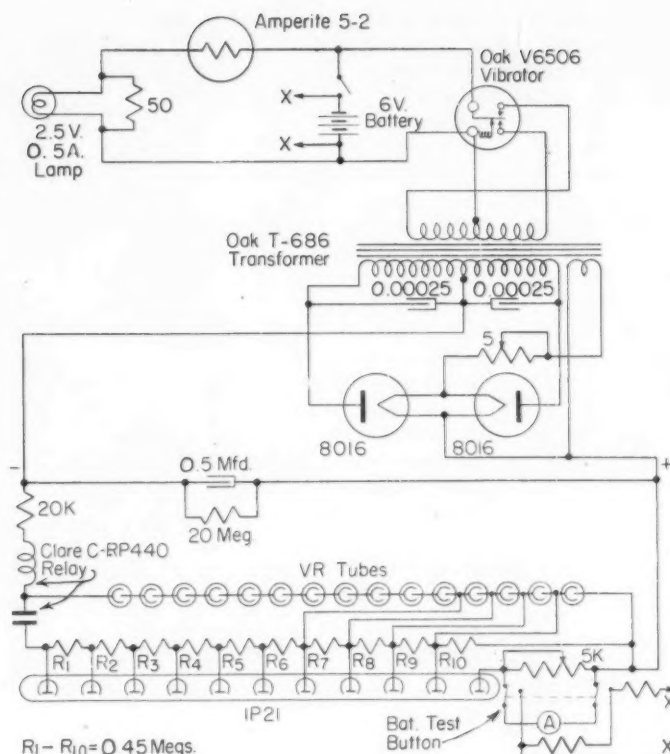 Amperite 5-2
Oak V6506
Vibrator
50
X
X
6V.
Battery
2.5V.
0.5A.
Lamp
Oak T-686
Transformer
0.00025
0.00025
5
8016
8016
-
+
0.5 Mfd.
20 Meg.
20K
Clare C-RP440
Relay
VR Tubes
R1
R2
R3
R4
R5
R6
R7
R8
R9
R10
5K
1P21
Bat. Test
Button
A
X
X
R1 – R10 = 0.45 Megs.